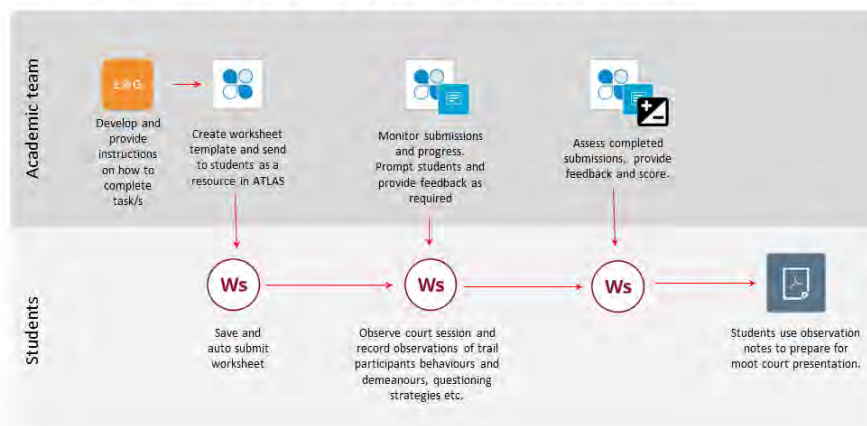 Academic team
Develop and
provide
instructions
on how to
complete
task/s
Create worksheet
template and send
to students as a
resource in ATLAS
Monitor submissions
and progress.
Prompt students and
provide feedback as
required
Assess completed
submissions, provide
feedback and score.
Students
Ws
Save and
auto submit
worksheet
Ws
Observe court session and
record observations of trail
participants behaviours and
demeanours, questioning
strategies etc.
Ws
Students use observation
notes to prepare for
moot court presentation.